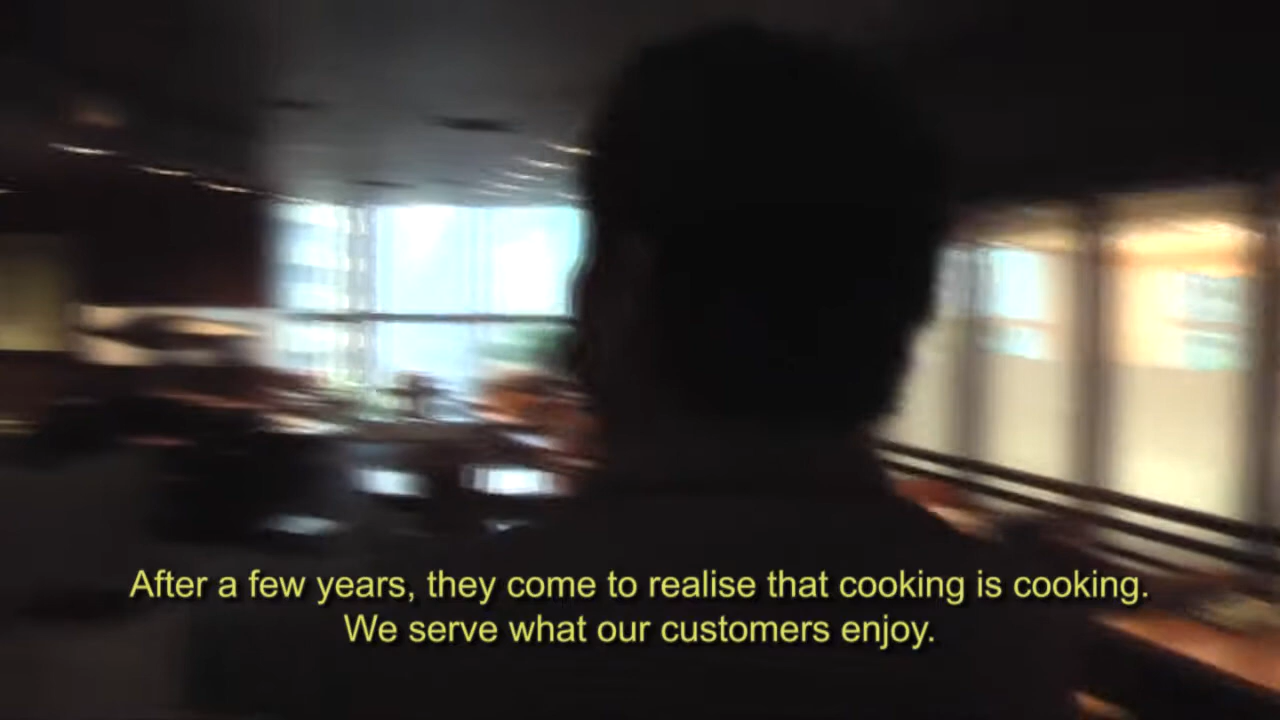 After a few years, they come to realise that cooking is cooking.
We serve what our customers enjoy.